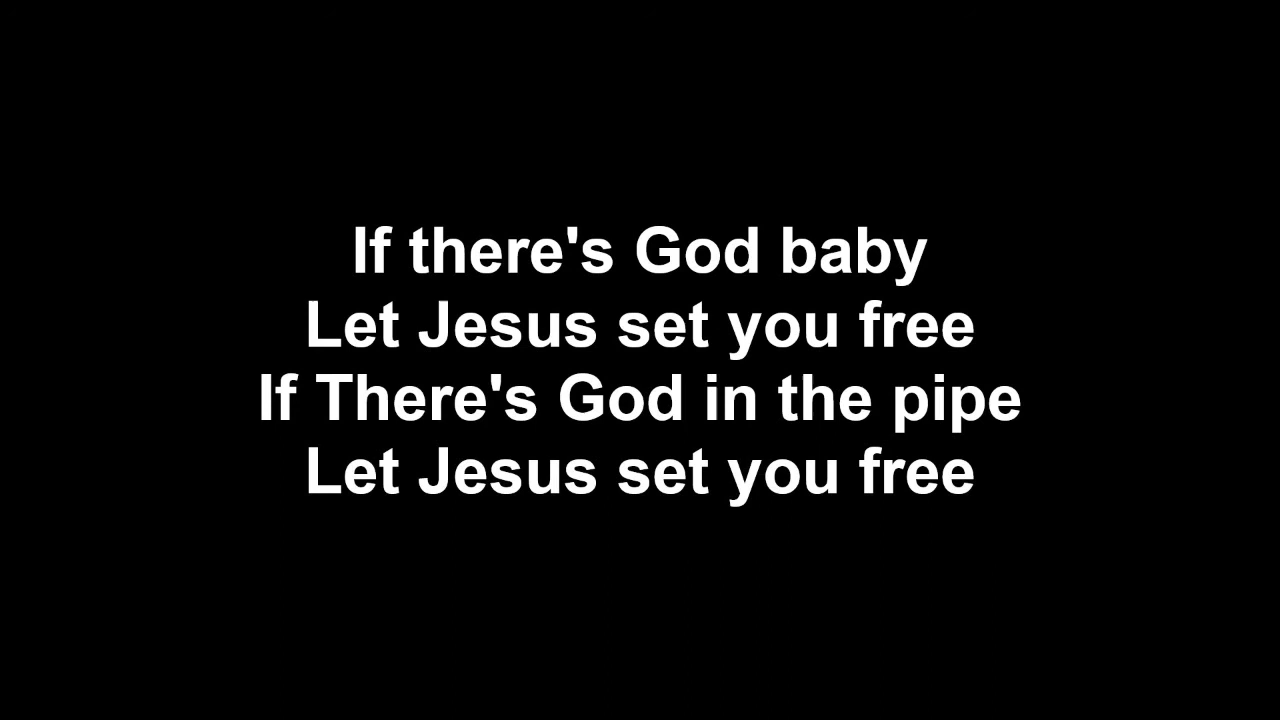 If there's God baby
Let Jesus set you free
If There's God in the pipe
Let Jesus set you free